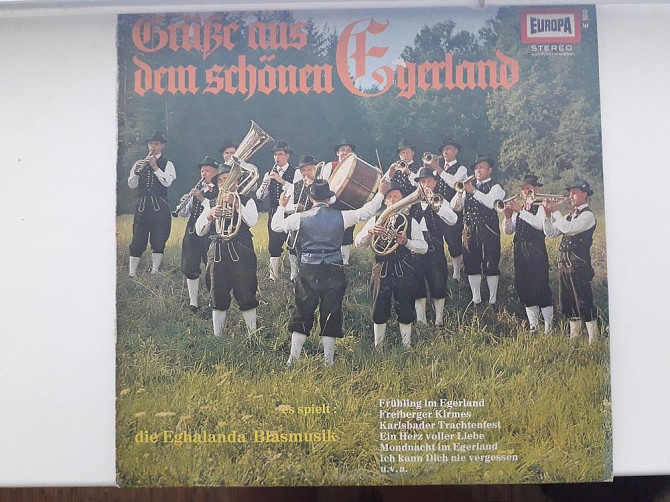 Grüße aus
dem schönen Egerland
EUROPA
STEREO
es spielt:
die Eghalanda Blasmusik
Frühling im Egerland
Freiberger Kirmes
Karlsbader Trachtenfest
Ein Herz voller Liebe
Mondnacht im Egerland
Ich kann Dich nie vergessen
u.v.a.